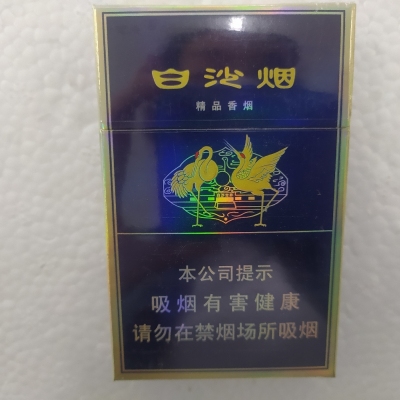 白沙烟
精品香烟
本公司提示
吸烟有害健康
请勿在禁烟场所吸烟